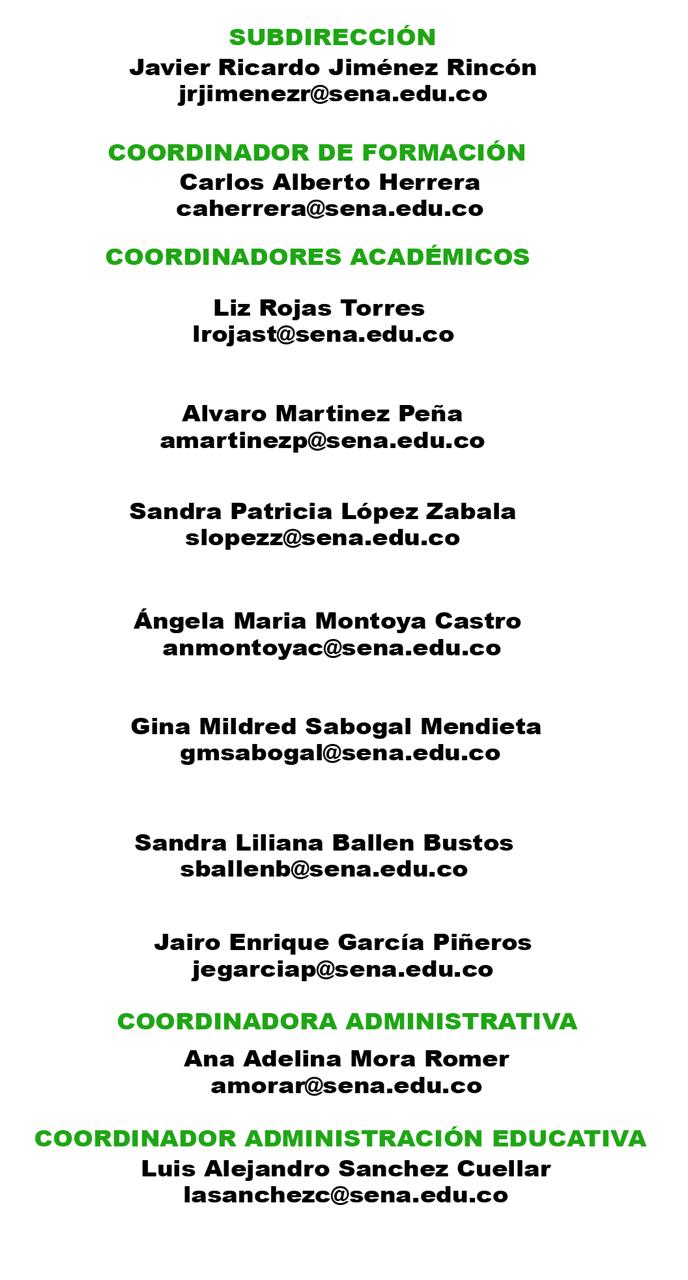 SUBDIRECCIÓN
Javier Ricardo Jiménez Rincón
jrjimenezr@sena.edu.co
COORDINADOR DE FORMACIÓN
Carlos Alberto Herrera
caherrera@sena.edu.co
COORDINADORES ACADÉMICOS
Liz Rojas Torres
lrojast@sena.edu.co
Alvaro Martinez Peña
amartinezp@sena.edu.co
Sandra Patricia López Zabala
slopezz@sena.edu.co
Ángela Maria Montoya Castro
anmontoyac@sena.edu.co
Gina Mildred Sabogal Mendieta
gmsabogal@sena.edu.co
Sandra Liliana Ballen Bustos
sballenb@sena.edu.co
Jairo Enrique García Piñeros
jegarciap@sena.edu.co
COORDINADORA ADMINISTRATIVA
Ana Adelina Mora Romer
amorar@sena.edu.co
COORDINADOR ADMINISTRACIÓN EDUCATIVA
Luis Alejandro Sanchez Cuellar
lasanchezc@sena.edu.co